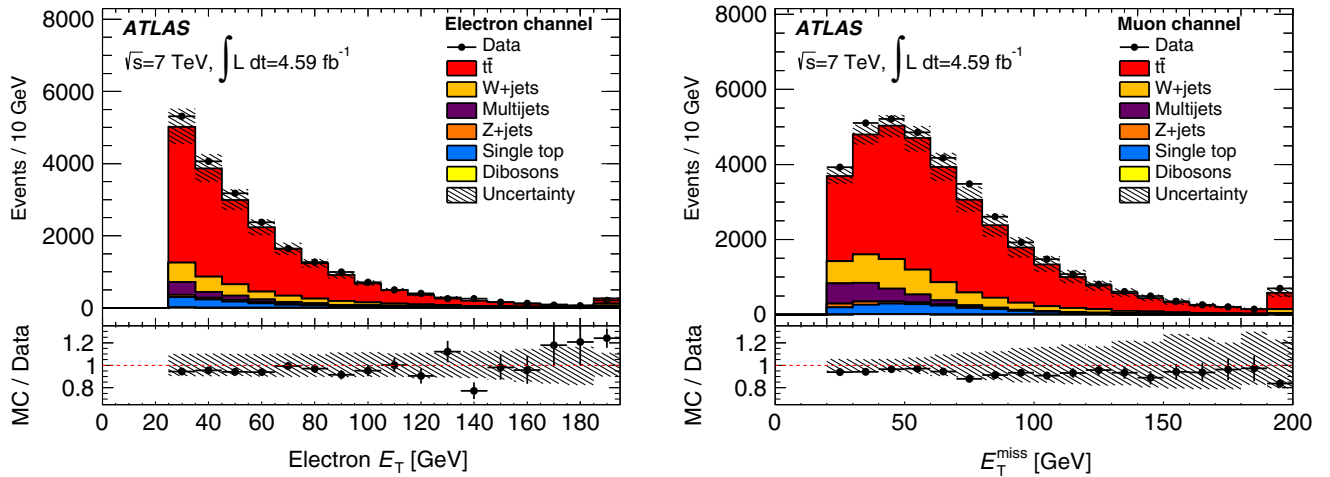 8000
6000
4000
2000
0
Events / 10 GeV
ATLAS
√s=7 TeV, ∫L dt=4.59 fb⁻¹
Electron channel
Data
tt̄
W+jets
Multijets
Z+jets
Single top
Dibosons
Uncertainty
MC / Data
1.2
1
0.8
0 20 40 60 80 100 120 140 160 180
Electron E_T [GeV]
8000
6000
4000
2000
0
Events / 10 GeV
ATLAS
√s=7 TeV, ∫L dt=4.59 fb⁻¹
Muon channel
Data
tt̄
W+jets
Multijets
Z+jets
Single top
Dibosons
Uncertainty
MC / Data
1.2
1
0.8
0 50 100 150 200
E_T^miss [GeV]